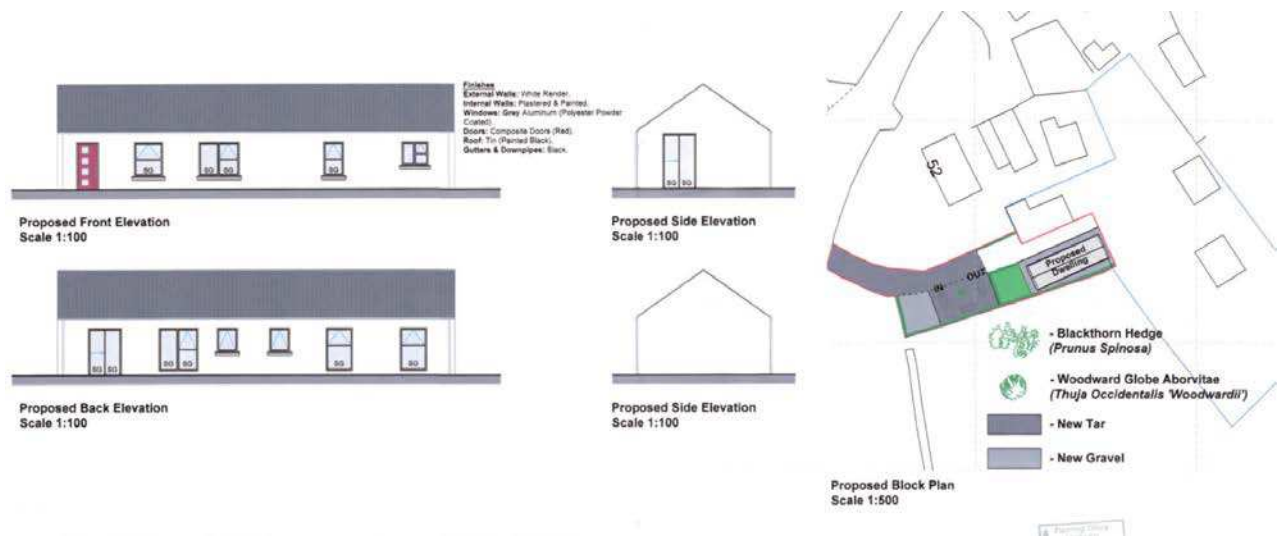 Finishes
External Walls: White Render.
Internal Walls: Plastered & Painted.
Windows: Grey Aluminum (Polyester Powder
Coated).
Doors: Composite Doors (Red).
Roof: Tin (Painted Black).
Gutters & Downpipes: Black.
SG
SG SG
SG
Proposed Front Elevation
Scale 1:100
SG SG
Proposed Side Elevation
Scale 1:100
SG SG
SG SG
SG
SG
Proposed Back Elevation
Scale 1:100
Proposed Side Elevation
Scale 1:100
52
IN
OUT
Proposed
Dwelling
- Blackthorn Hedge
(Prunus Spinosa)
- Woodward Globe Aborvitae
(Thuja Occidentalis 'Woodwardii')
- New Tar
- New Gravel
Proposed Block Plan
Scale 1:500